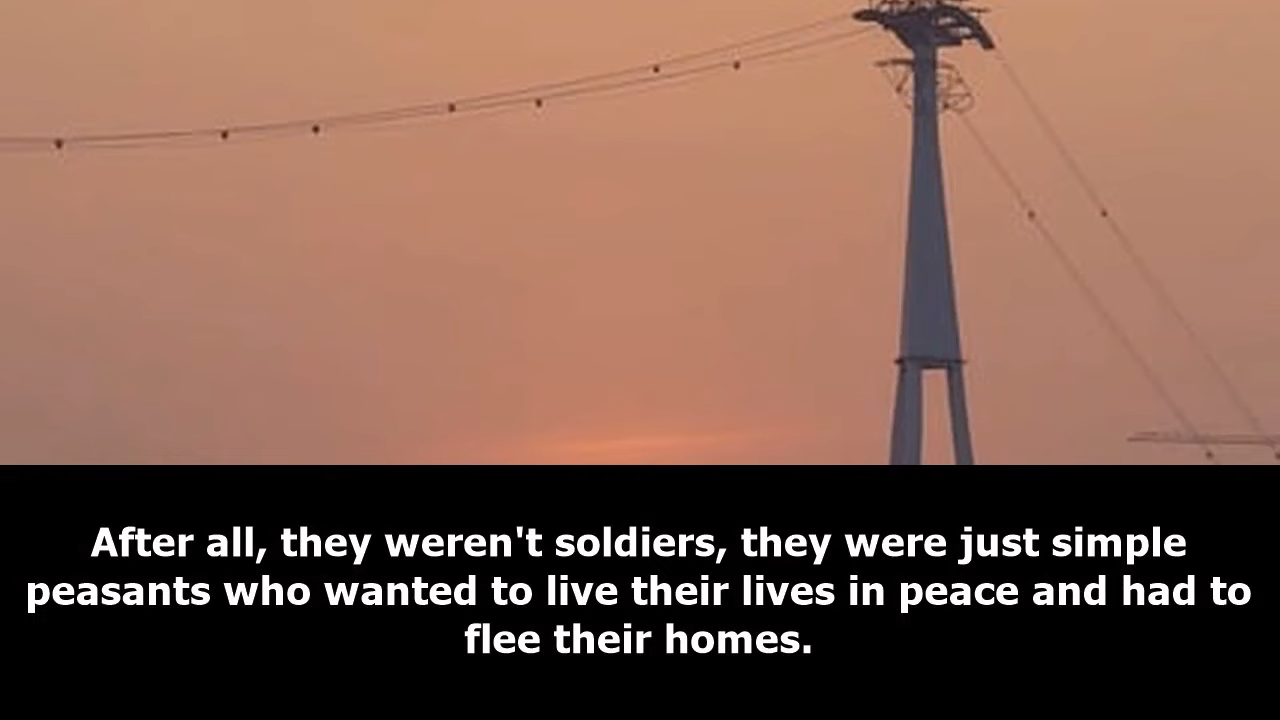 After all, they weren't soldiers, they were just simple
peasants who wanted to live their lives in peace and had to
flee their homes.